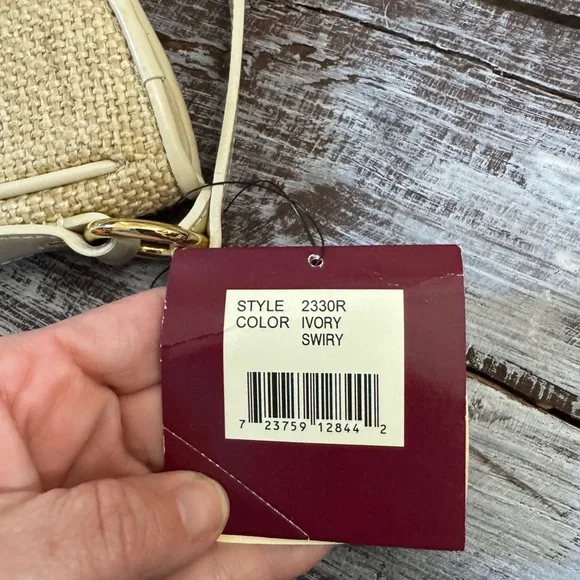 STYLE 2330R
COLOR IVORY
SWIRY
7 23759 12844 2